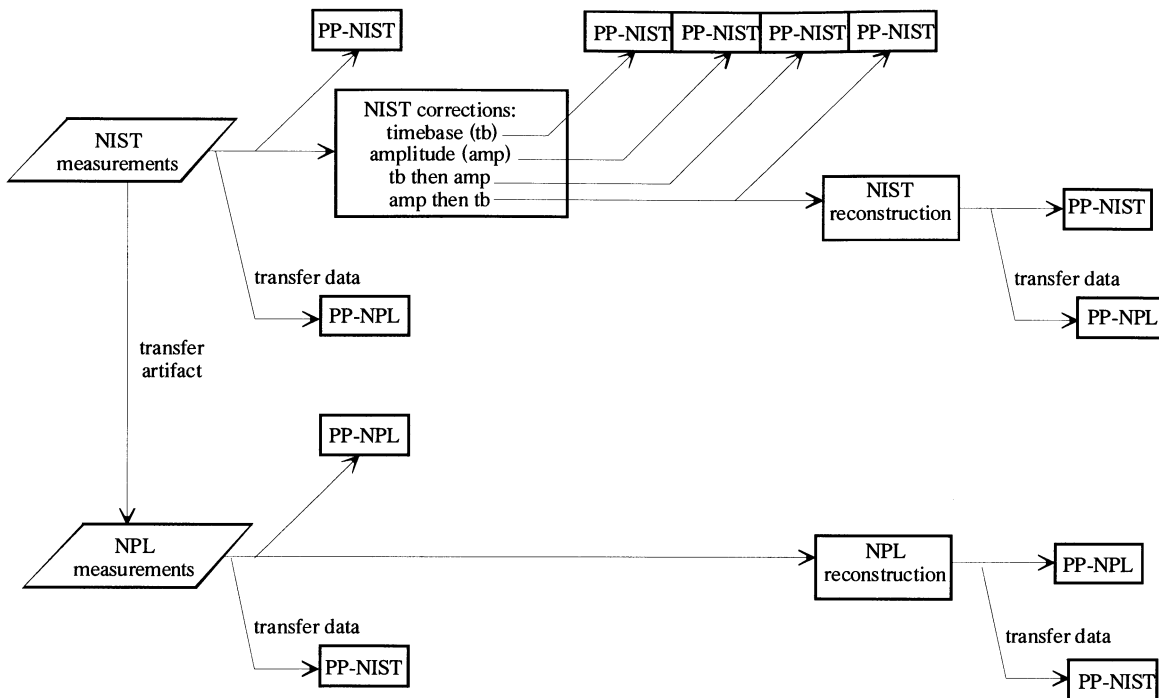 PP-NIST
PP-NIST PP-NIST PP-NIST PP-NIST
NIST
measurements
NIST corrections:
timebase (tb)
amplitude (amp)
tb then amp
amp then tb
NIST
reconstruction
PP-NIST
transfer data
PP-NPL
transfer data
PP-NPL
transfer
artifact
PP-NPL
NPL
measurements
NPL
reconstruction
PP-NPL
transfer data
PP-NIST
transfer data
PP-NIST